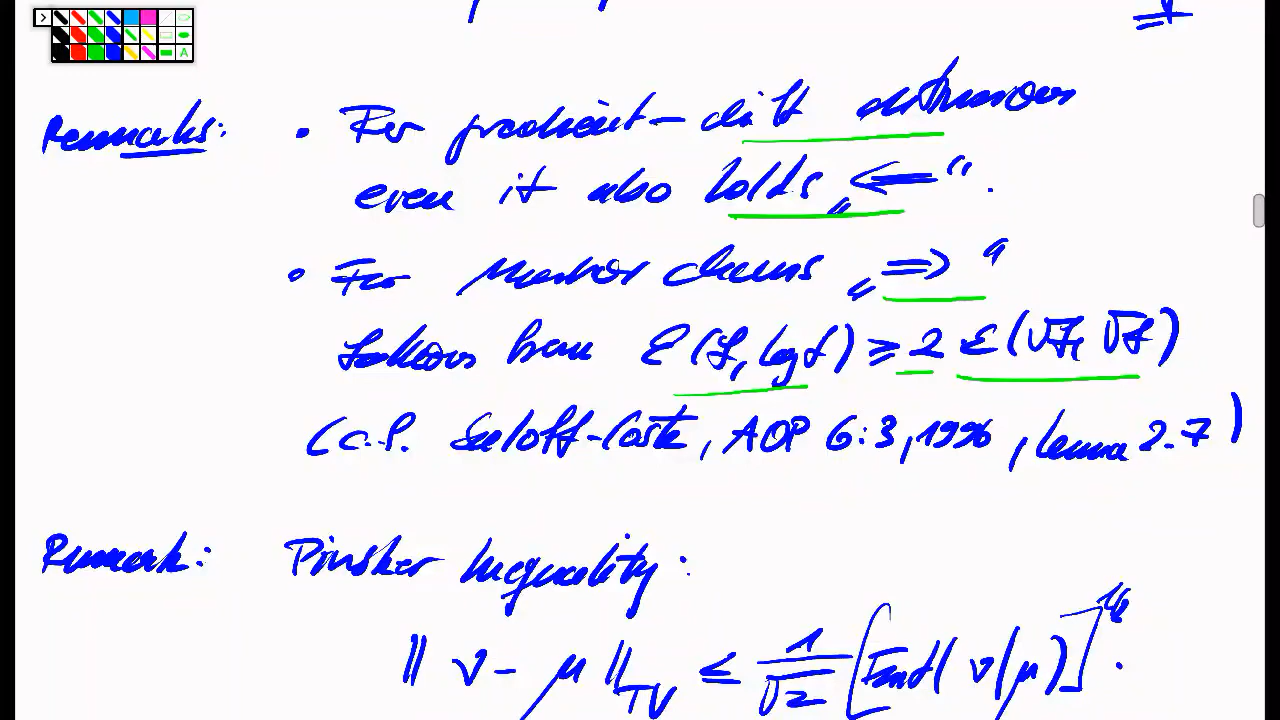 Remarks: • For gradient-drift diffusions
even it also holds „⇐“.
• For Markov chains „⇒“
follows from ℰ(f, log f) ≥ 2 ℰ(√f, √f)
(c.f. Saloff-Coste, AOP 6:3, 1996, Lemma 2.7)
Remark: Pinsker Inequality:
‖ν - μ‖_TV ≤ 1/√2 [Ent(ν|μ)]^1/2.